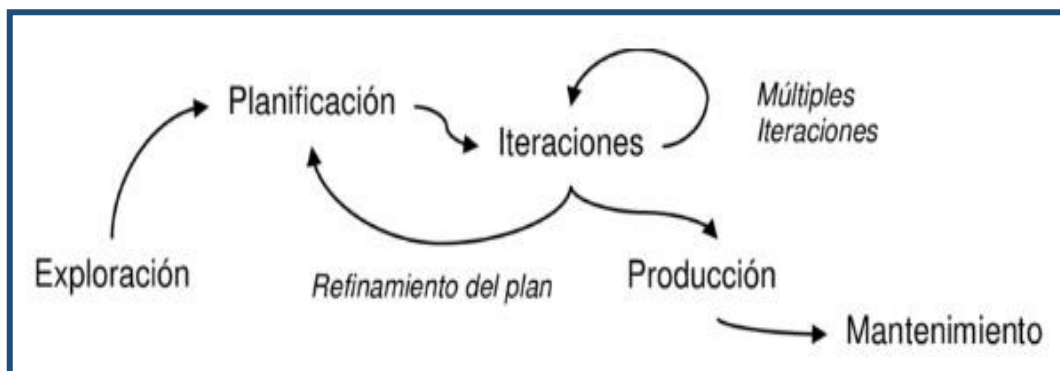 Planificación
Múltiples
Iteraciones
Iteraciones
Exploración
Refinamiento del plan
Producción
Mantenimiento